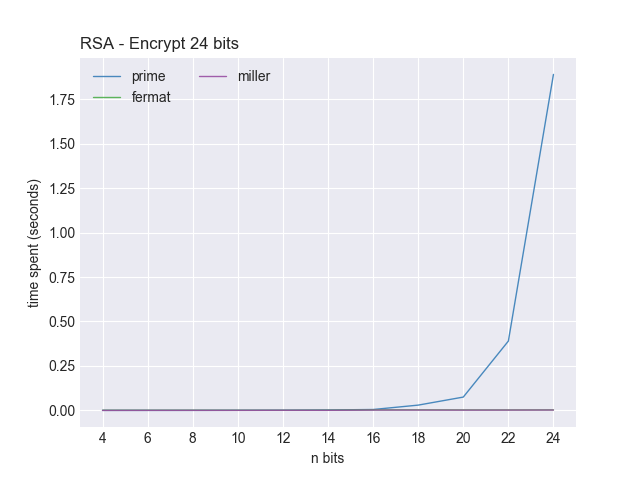 RSA - Encrypt 24 bits
prime
miller
fermat
1.75
1.50
1.25
1.00
0.75
0.50
0.25
0.00
time spent (seconds)
4 6 8 10 12 14 16 18 20 22 24
n bits